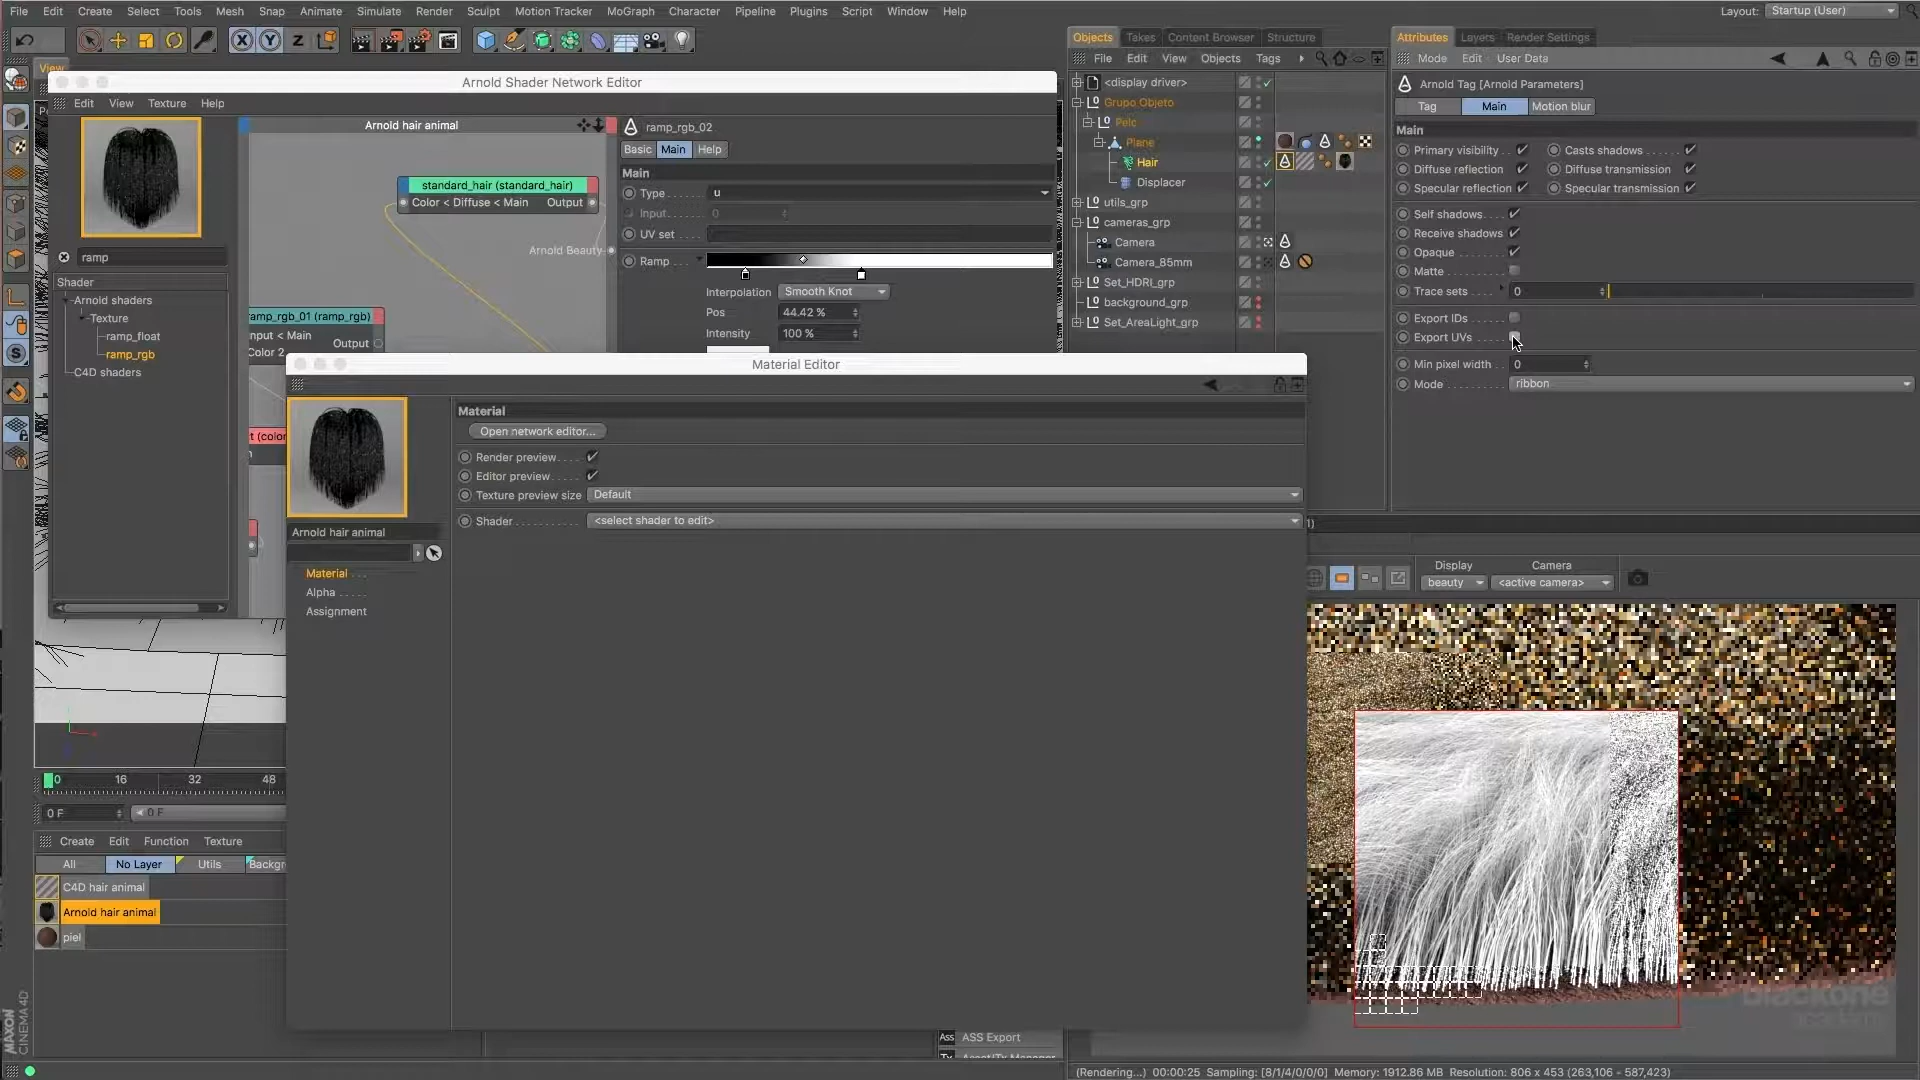 File Edit Create Select Tools Mesh Snap Animate Simulate Render Sculpt Motion Tracker MoGraph Character Pipeline Plugins Script Window Help
Layout: Startup (User)
X Y Z
Objects Takes Content Browser Structure
File Edit View Objects Tags
Attributes Layers Render Settings
Mode Edit User Data
View
Arnold Shader Network Editor
Edit View Texture Help
Arnold hair animal
ramp_rgb_02
Basic Main Help
Main
Type u
Input 0
UV set
Ramp
Interpolation Smooth Knot
Pos 44.42 %
Intensity 100 %
standard_hair (standard_hair)
Color < Diffuse < Main Output
Arnold Beauty
ramp_rgb_01 (ramp_rgb)
nput < Main
Output
Color 2
t (color
ramp
Shader
Arnold shaders
Texture
ramp_float
ramp_rgb
C4D shaders
<display driver>
Grupo Objeto
Pelo
Plane
Hair
Displacer
utils_grp
cameras_grp
Camera
Camera_85mm
Set_HDRI_grp
background_grp
Set_AreaLight_grp
Arnold Tag [Arnold Parameters]
Tag Main Motion blur
Main
Primary visibility Casts shadows
Diffuse reflection Diffuse transmission
Specular reflection Specular transmission
Self shadows
Receive shadows
Opaque
Matte
Trace sets 0
Export IDs
Export UVs
Min pixel width 0
Mode ribbon
Material Editor
Material
Open network editor...
Render preview
Editor preview
Texture preview size Default
Shader <select shader to edit>
Arnold hair animal
Material
Alpha
Assignment
Display Camera
beauty <active camera>
0 16 32 48
0 F 0 F
Create Edit Function Texture
All No Layer Utils Backgr
C4D hair animal
Arnold hair animal
piel
MAXON
CINEMA 4D
Ass ASS Export
blackone
academy
(Rendering...) 00:00:25 Sampling: [8/1/4/0/0/0] Memory: 1912.86 MB Resolution: 806 x 453 (263,106 - 587,423)